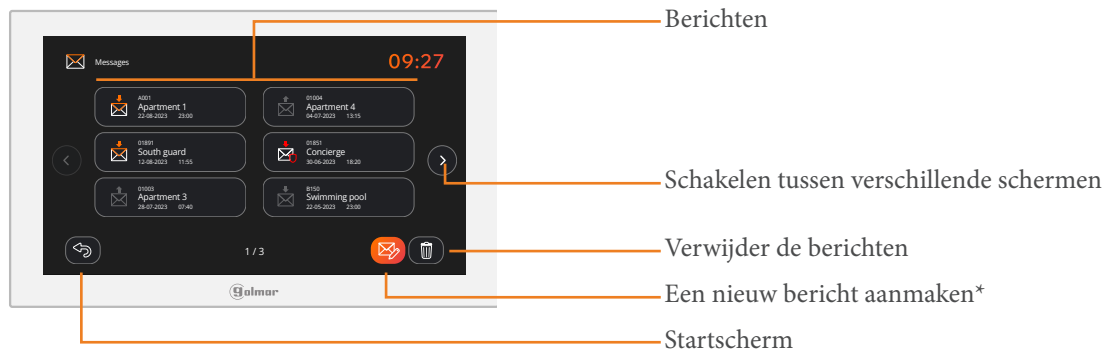 Berichten
Messages
09:27
A001
Apartment 1
22-08-2023 23:00
01004
Apartment 4
04-07-2023 13:15
01891
South guard
12-08-2023 11:55
01851
Concierge
30-06-2023 18:20
01003
Apartment 3
28-07-2023 07:40
B150
Swimming pool
22-05-2023 23:00
Schakelen tussen verschillende schermen
1 / 3
Verwijder de berichten
golmar
Een nieuw bericht aanmaken*
Startscherm